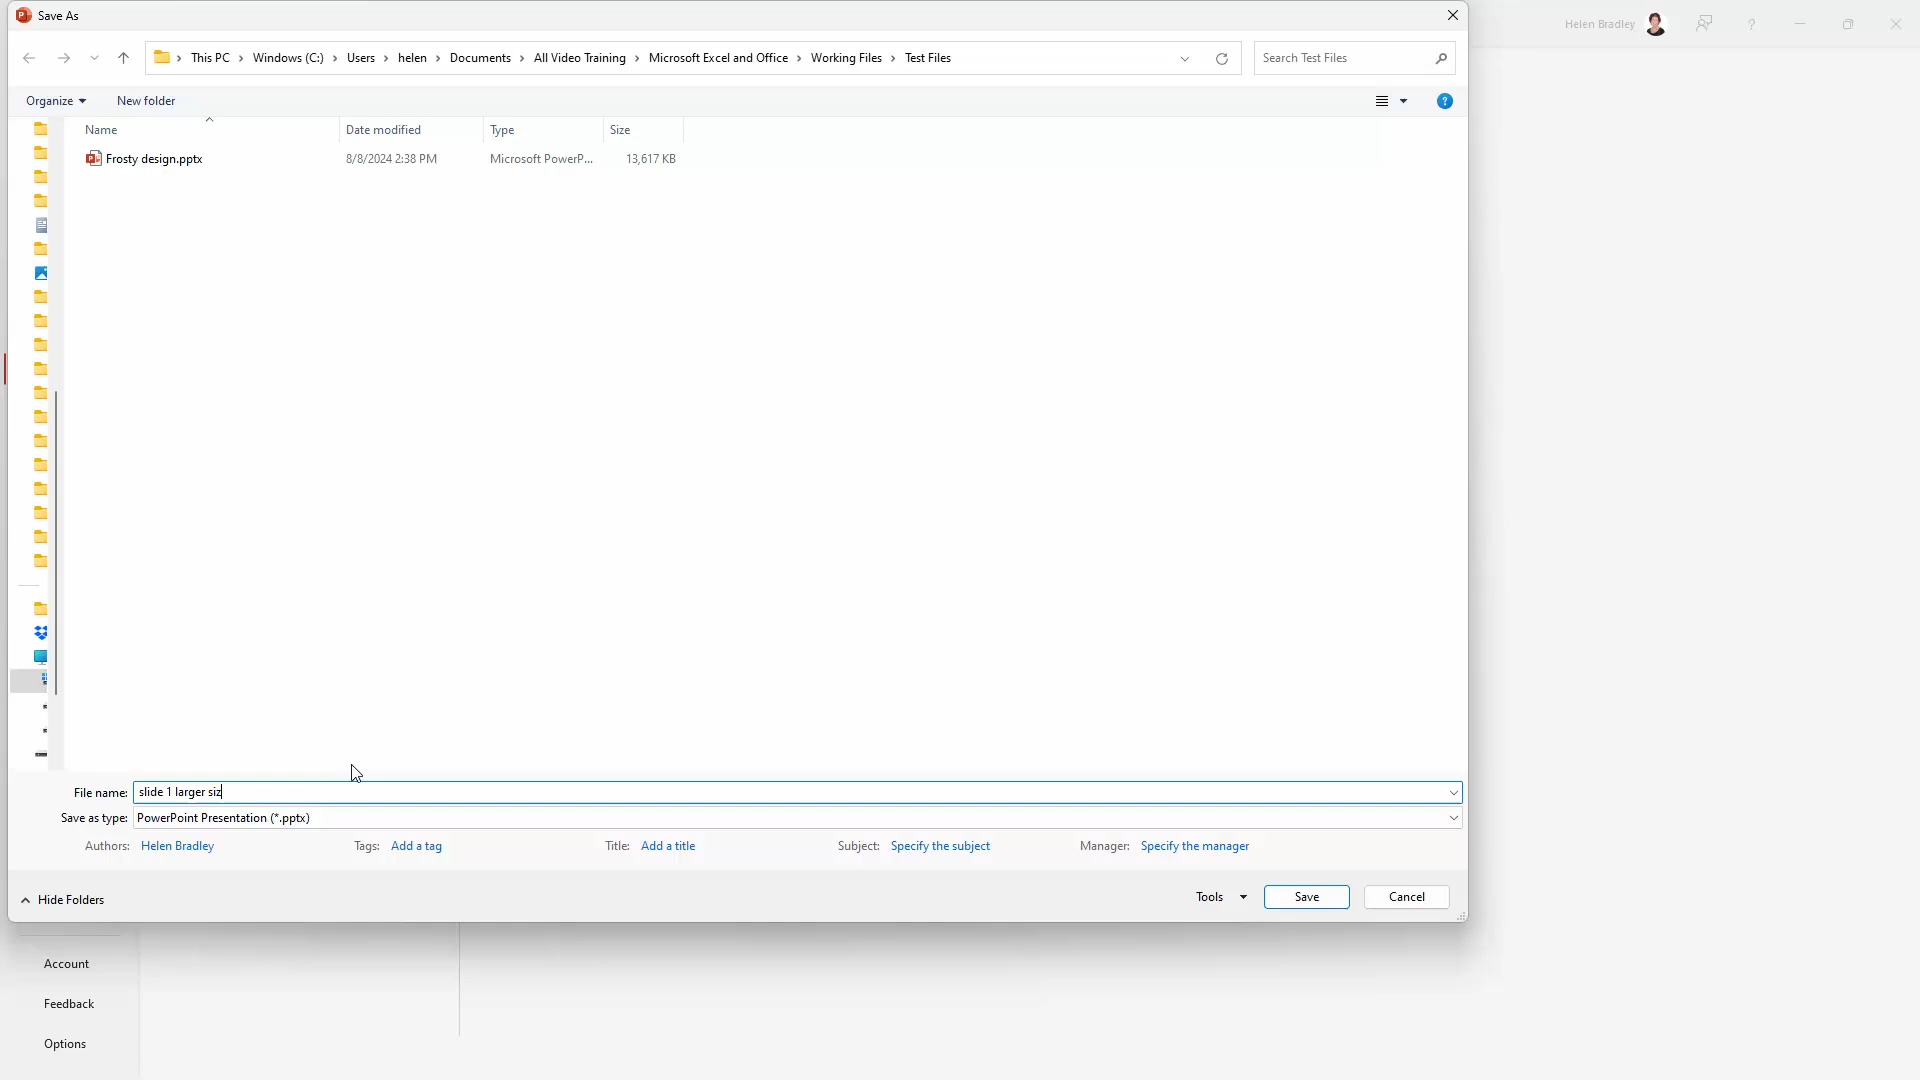 Save As
Helen Bradley
?
This PC > Windows (C:) > Users > helen > Documents > All Video Training > Microsoft Excel and Office > Working Files > Test Files
Search Test Files
Organize
New folder
?
Name Date modified Type Size
Frosty design.pptx 8/8/2024 2:38 PM Microsoft PowerP... 13,617 KB
File name: slide 1 larger siz
Save as type: PowerPoint Presentation (*.pptx)
Authors: Helen Bradley Tags: Add a tag Title: Add a title Subject: Specify the subject Manager: Specify the manager
Hide Folders
Tools
Save
Cancel
Account
Feedback
Options